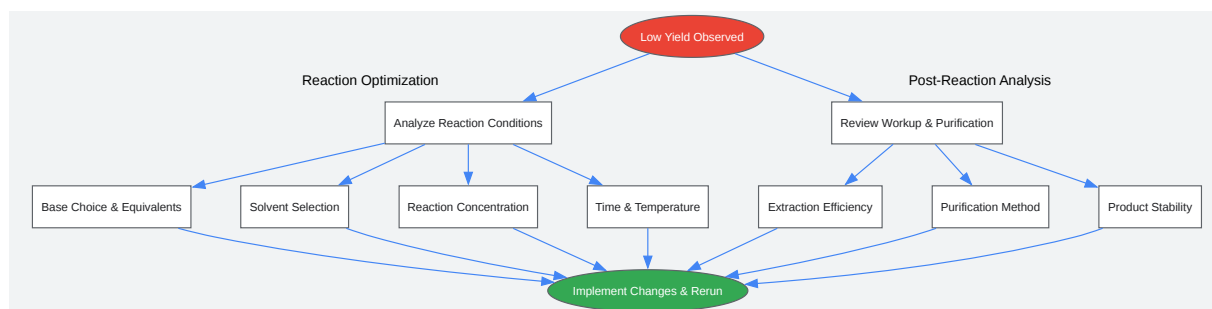 Low Yield Observed
Reaction Optimization
Post-Reaction Analysis
Analyze Reaction Conditions
Review Workup & Purification
Base Choice & Equivalents
Solvent Selection
Reaction Concentration
Time & Temperature
Extraction Efficiency
Purification Method
Product Stability
Implement Changes & Rerun